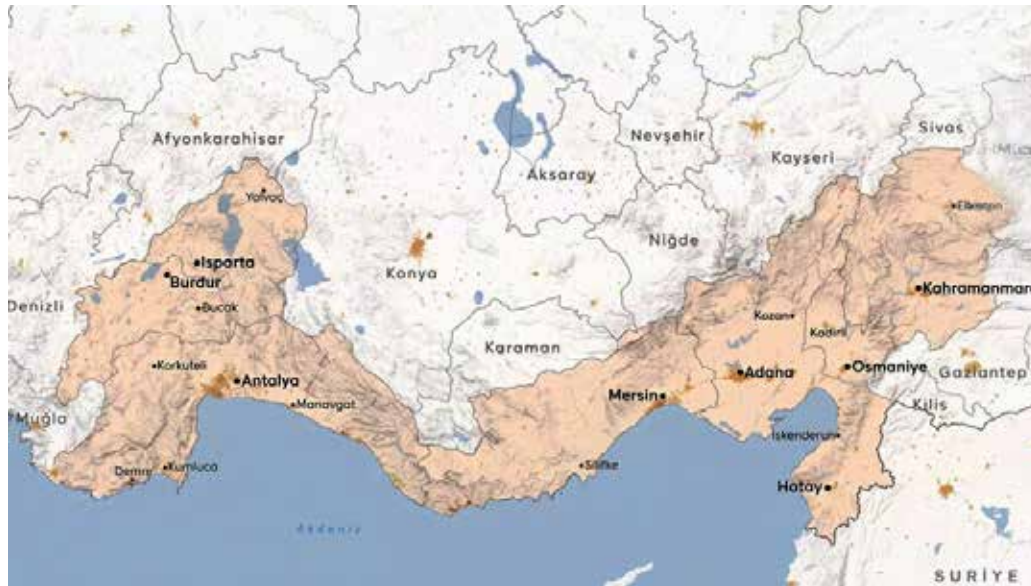 Sivas
Afyonkarahisar
Nevşehir
Kayseri
Aksaray
Yalvaç
Elbistan
Niğde
Isparta
Konya
Burdur
Denizli
Bucak
Kahramanmara
Kozan
Kadirli
Karaman
Korkuteli
Antalya
Mersin
Adana
Osmaniye
Gaziantep
Manavgat
Muğla
Kilis
İskenderun
Demre
Kumluca
Silifke
Hatay
Akdeniz
SURİYE